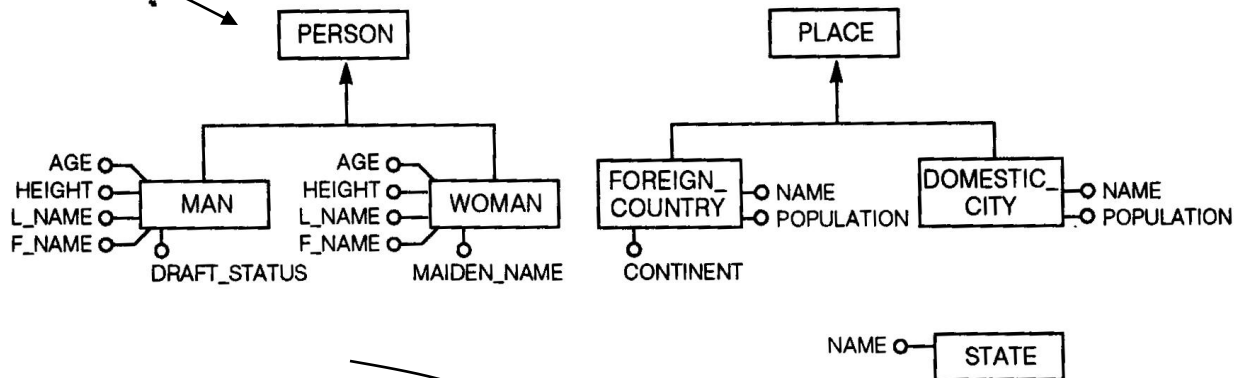 PERSON
PLACE
AGE
HEIGHT
L_NAME
F_NAME
MAN
DRAFT_STATUS
AGE
HEIGHT
L_NAME
F_NAME
WOMAN
MAIDEN_NAME
FOREIGN_
COUNTRY
NAME
POPULATION
CONTINENT
DOMESTIC_
CITY
NAME
POPULATION
NAME
STATE